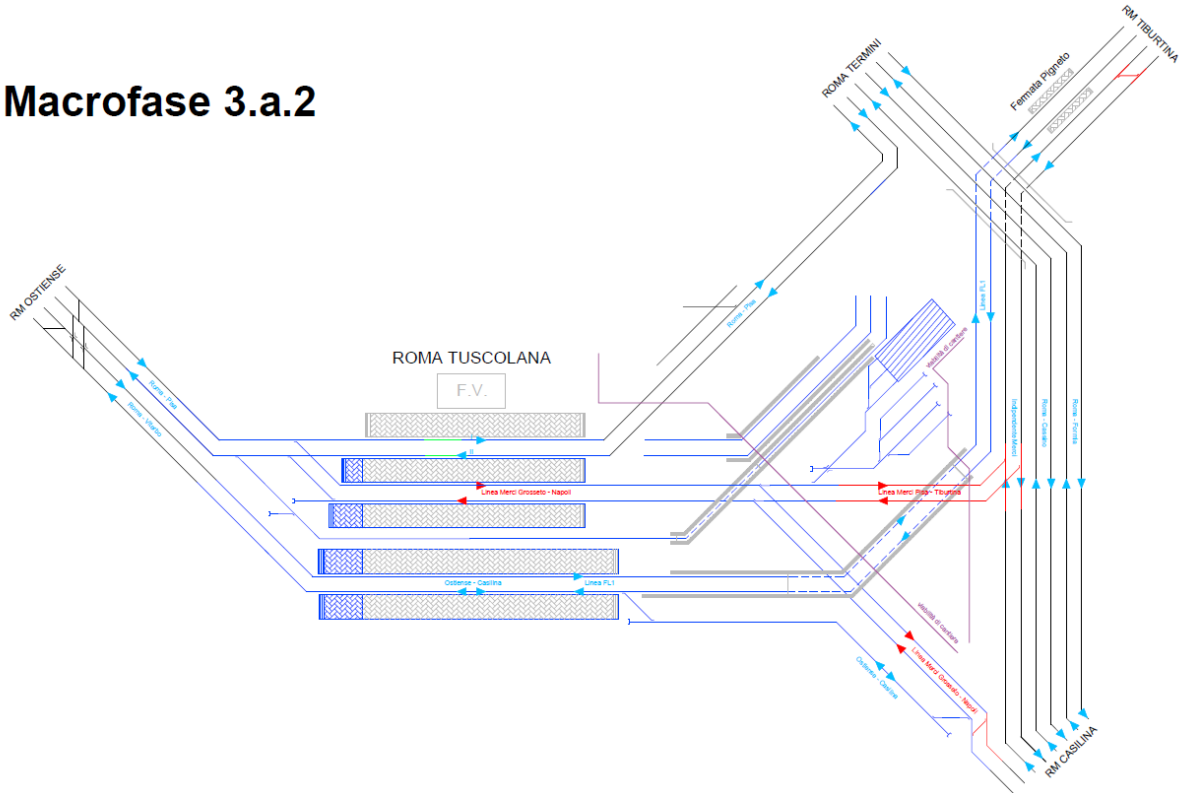 Macrofase 3.a.2
RM TIBURTINA
ROMA TERMINI
Fermata Pigneto
RM OSTIENSE
Roma - Pisa
Linea FL1
viabilità di cantiere
ROMA TUSCOLANA
F.V.
Roma - Pisa
Roma - Viterbo
Indipendente Merci
Roma - Cassino
Roma - Formia
II
Linea Merci Grosseto - Napoli
Linea Merci Pisa - Tiburtina
Ostiense - Casilina
Linea FL1
viabilità di cantiere
Linea Merci Grosseto - Napoli
Ostiense - Casilina
RM CASILINA